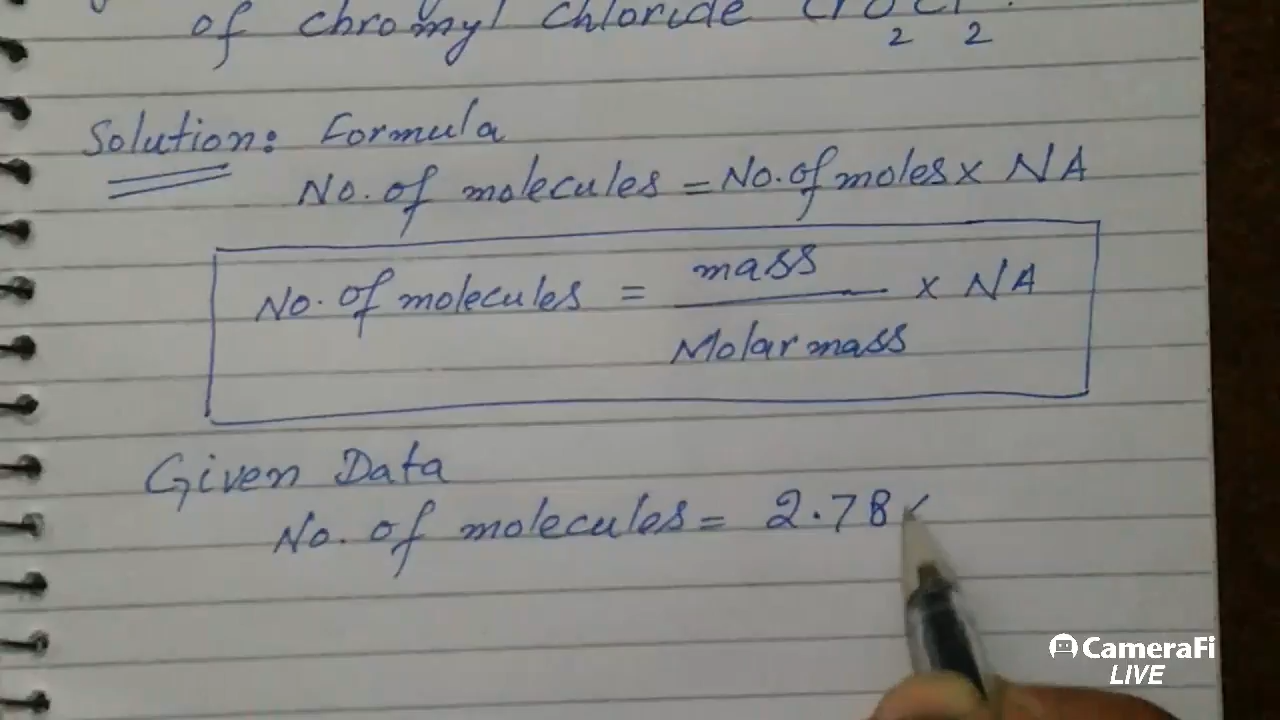 of chromyl chloride CrO2Cl2.
Solution: Formula
No. of molecules = No. of moles x NA
No. of molecules = mass / Molar mass x NA
Given Data
No. of molecules = 2.78
CameraFi
LIVE